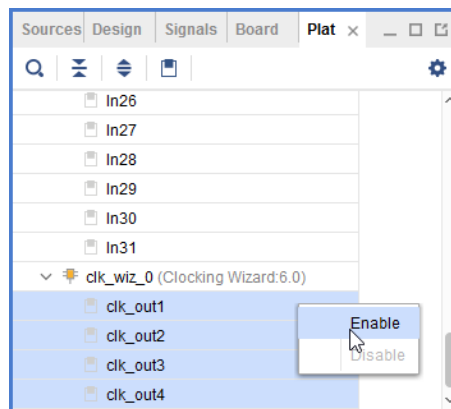 Sources Design Signals Board Plat
In26
In27
In28
In29
In30
In31
clk_wiz_0 (Clocking Wizard:6.0)
clk_out1
Enable
clk_out2
Disable
clk_out3
clk_out4